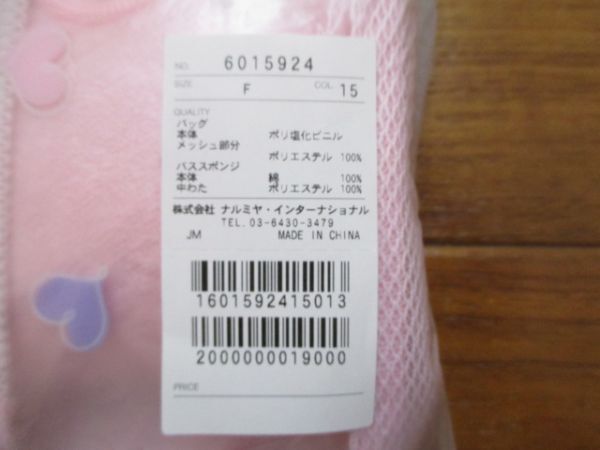 NO. 6015924
SIZE F COL. 15
QUALITY
バッグ
本体 ポリ塩化ビニル
メッシュ部分
ポリエステル 100%
バススポンジ
本体 綿 100%
中わた ポリエステル 100%
株式会社 ナルミヤ・インターナショナル
TEL. 03-6430-3479
JM MADE IN CHINA
1601592415013
2000000019000
PRICE